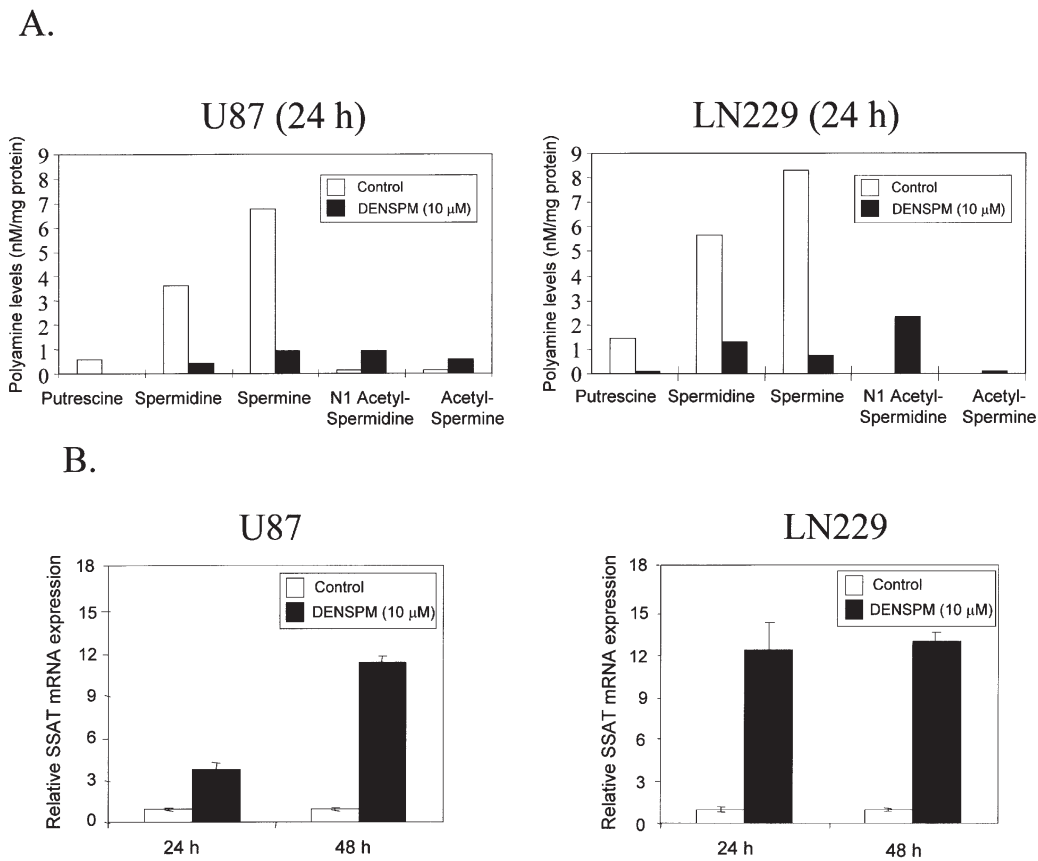 A.
U87 (24 h)
Polyamine levels (nM/mg protein)
9
8
7
6
5
4
3
2
1
0
Control
DENSPM (10 µM)
Putrescine
Spermidine
Spermine
N1 Acetyl-
Spermidine
Acetyl-
Spermine
LN229 (24 h)
Polyamine levels (nM/mg protein)
9
8
7
6
5
4
3
2
1
0
Control
DENSPM (10 µM)
Putrescine
Spermidine
Spermine
N1 Acetyl-
Spermidine
Acetyl-
Spermine
B.
U87
Relative SSAT mRNA expression
18
15
12
9
6
3
0
Control
DENSPM (10 µM)
24 h
48 h
LN229
Relative SSAT mRNA expression
18
15
12
9
6
3
0
Control
DENSPM (10 µM)
24 h
48 h